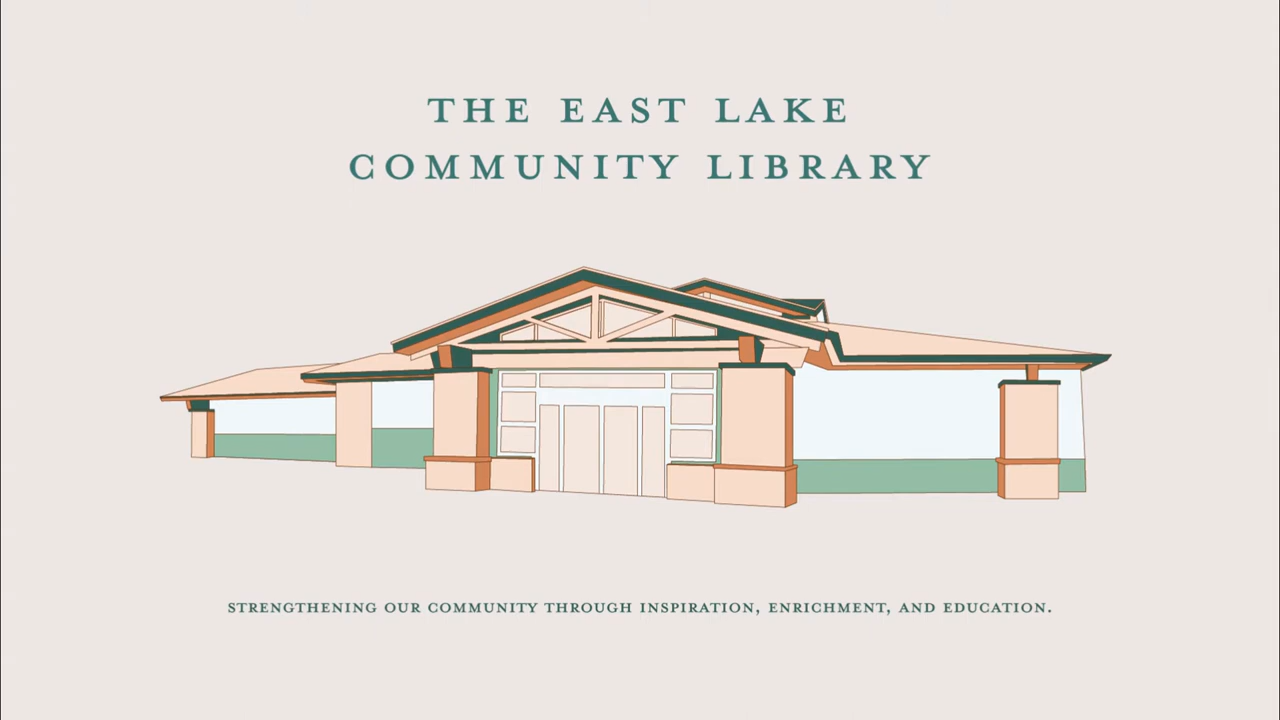 THE EAST LAKE
COMMUNITY LIBRARY
STRENGTHENING OUR COMMUNITY THROUGH INSPIRATION, ENRICHMENT, AND EDUCATION.